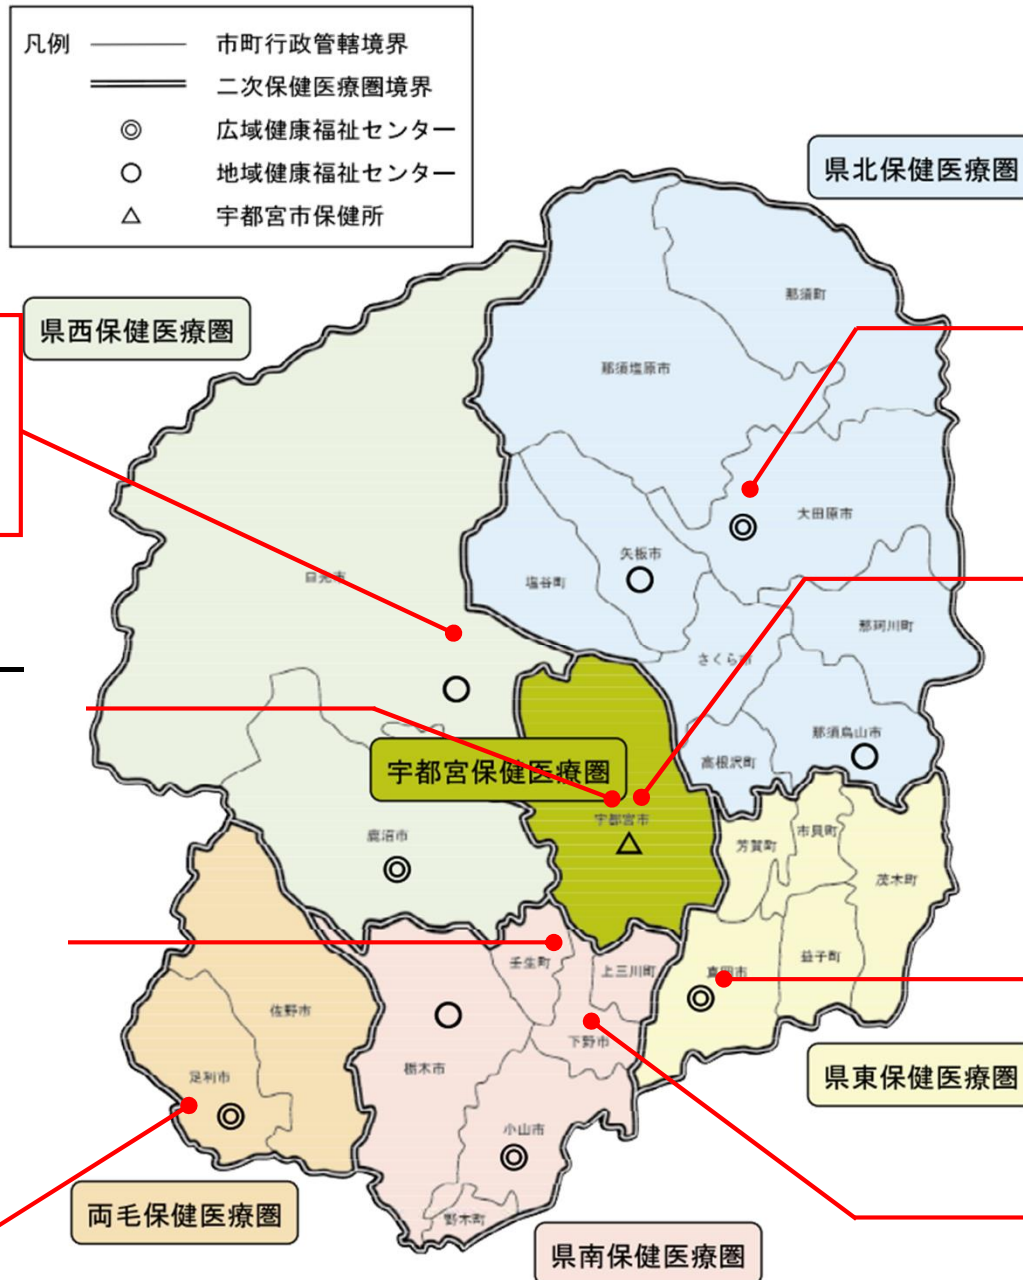 凡例
市町行政管轄境界
二次保健医療圏境界
広域健康福祉センター
地域健康福祉センター
宇都宮市保健所
県北保健医療圏
那須町
県西保健医療圏
那須塩原市
大田原市
矢板市
日光市
塩谷町
那珂川町
さくら市
那須烏山市
高根沢町
宇都宮保健医療圏
宇都宮市
市貝町
鹿沼市
芳賀町
茂木町
益子町
壬生町
上三川町
真岡市
佐野市
下野市
栃木市
足利市
県東保健医療圏
小山市
両毛保健医療圏
野木町
県南保健医療圏